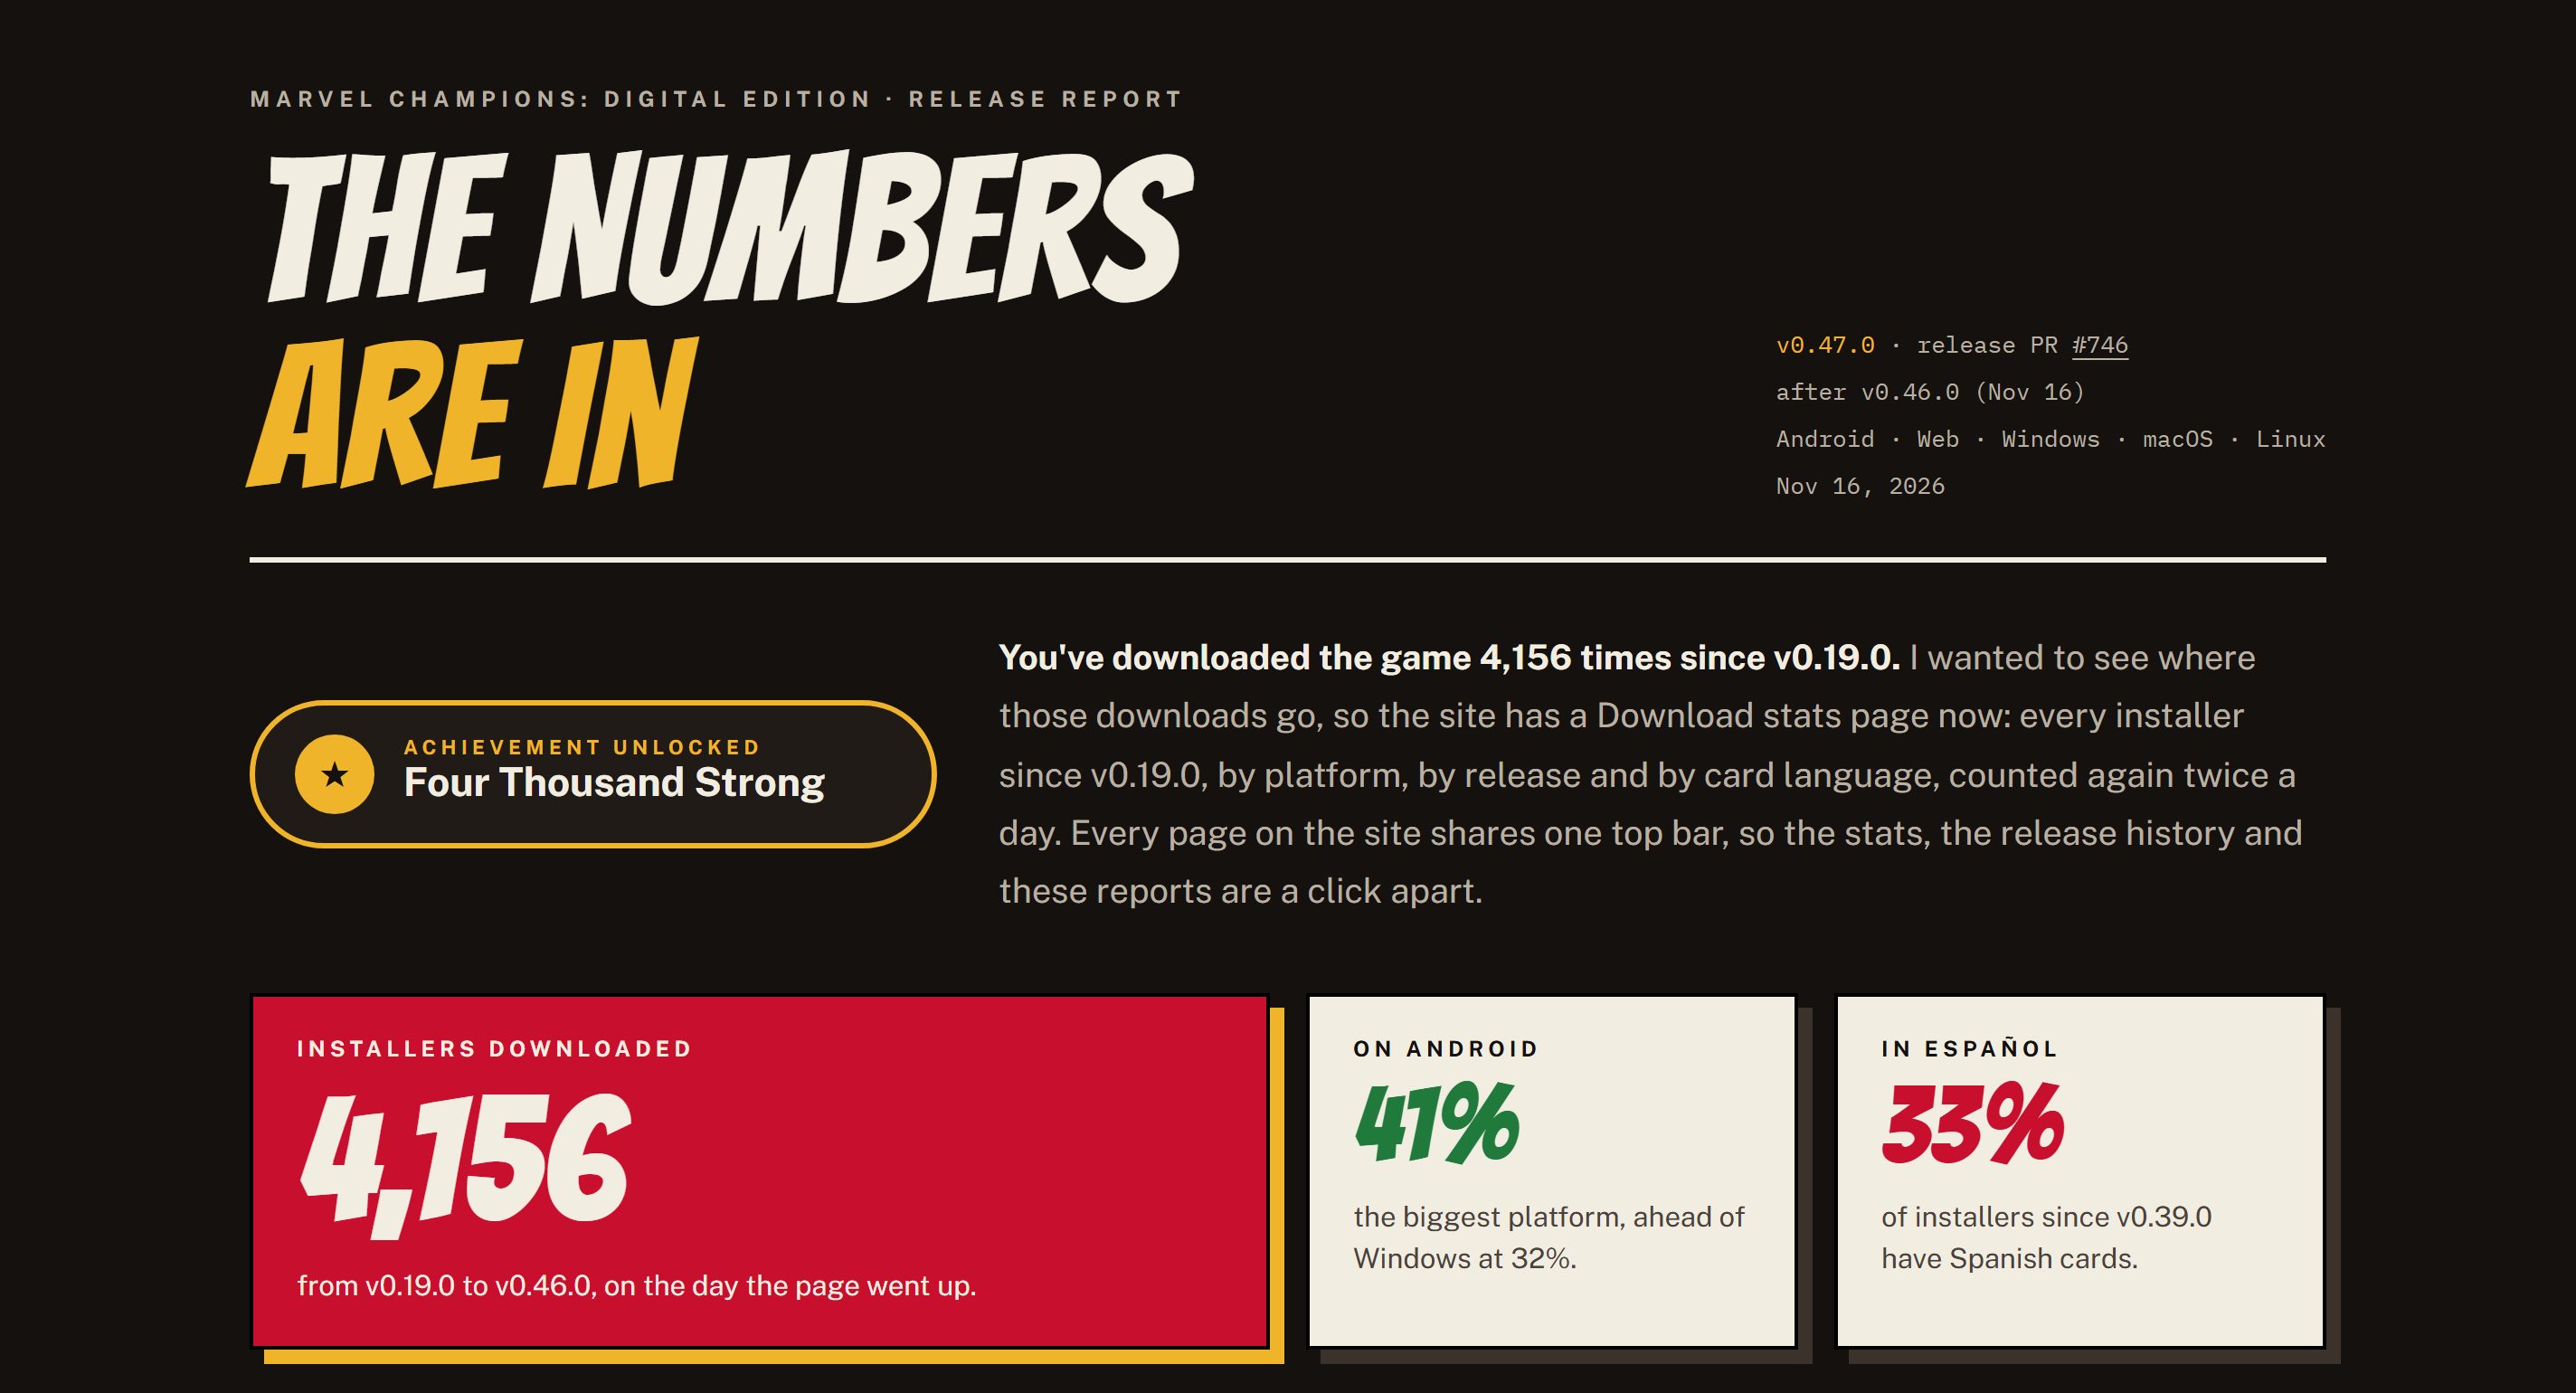 MARVEL CHAMPIONS: DIGITAL EDITION · RELEASE REPORT
THE NUMBERS
ARE IN
v0.47.0 · release PR #746
after v0.46.0 (Nov 16)
Android · Web · Windows · macOS · Linux
Nov 16, 2026
ACHIEVEMENT UNLOCKED
Four Thousand Strong
You've downloaded the game 4,156 times since v0.19.0. I wanted to see where
those downloads go, so the site has a Download stats page now: every installer
since v0.19.0, by platform, by release and by card language, counted again twice a
day. Every page on the site shares one top bar, so the stats, the release history and
these reports are a click apart.
INSTALLERS DOWNLOADED
4,156
from v0.19.0 to v0.46.0, on the day the page went up.
ON ANDROID
41%
the biggest platform, ahead of
Windows at 32%.
IN ESPAÑOL
33%
of installers since v0.39.0
have Spanish cards.